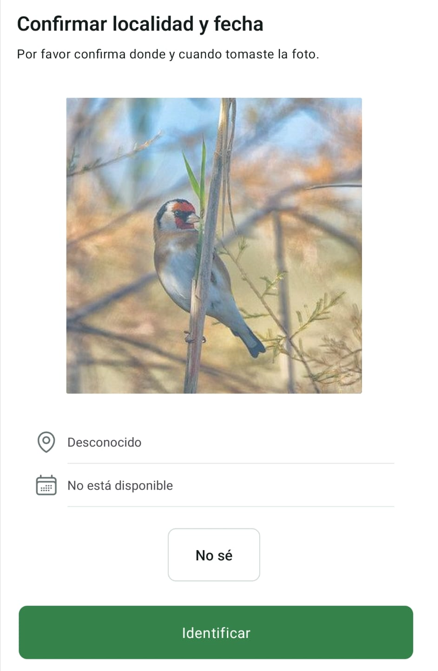 Confirmar localidad y fecha
Por favor confirma donde y cuando tomaste la foto.
Desconocido
No está disponible
No sé
Identificar